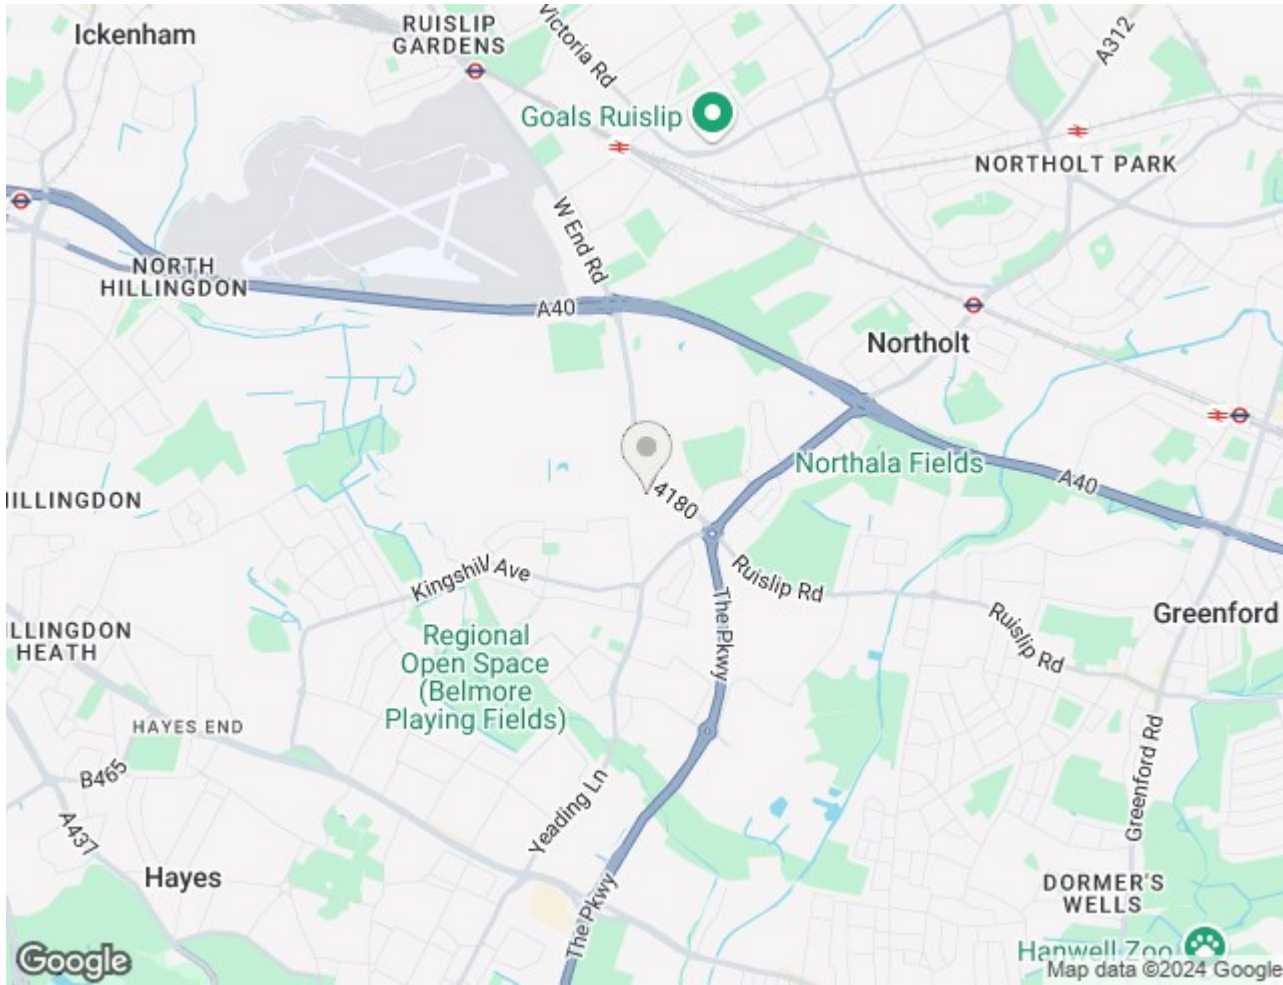 Ickenham
RUISLIP
GARDENS
Victoria Rd
A312
Goals Ruislip
NORTHOLT PARK
W End Rd
NORTH
HILLINGDON
A40
Northolt
Northala Fields
A40
HILLINGDON
4180
Kingshill Ave
Ruislip Rd
The Pkwy
Ruislip Rd
Greenford
ILLINGDON
HEATH
Regional
Open Space
(Belmore
Playing Fields)
HAYES END
B465
A437
Yeading Ln
Greenford Rd
Hayes
The Pkwy
DORMER'S
WELLS
Hanwell Zoo
Google
Map data ©2024 Google